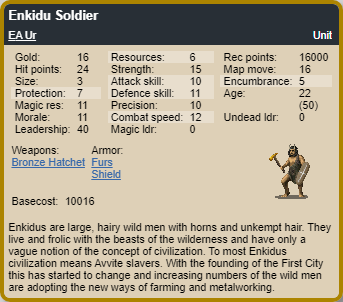 Enkidu Soldier
EA Ur Unit
Gold: 16 Resources: 6 Rec points: 16000
Hit points: 24 Strength: 15 Map move: 16
Size: 3 Attack skill: 10 Encumbrance: 5
Protection: 7 Defence skill: 11 Age: 22
Magic res: 11 Precision: 10 (50)
Morale: 11 Combat speed: 12 Undead ldr: 0
Leadership: 40 Magic ldr: 0
Weapons: Armor:
Bronze Hatchet Furs
Shield
Basecost: 10016
Enkidus are large, hairy wild men with horns and unkempt hair. They
live and frolic with the beasts of the wilderness and have only a
vague notion of the concept of civilization. To most Enkidus
civilization means Avvite slavers. With the founding of the First City
this has started to change and increasing numbers of the wild men
are adopting the new ways of farming and metalworking.